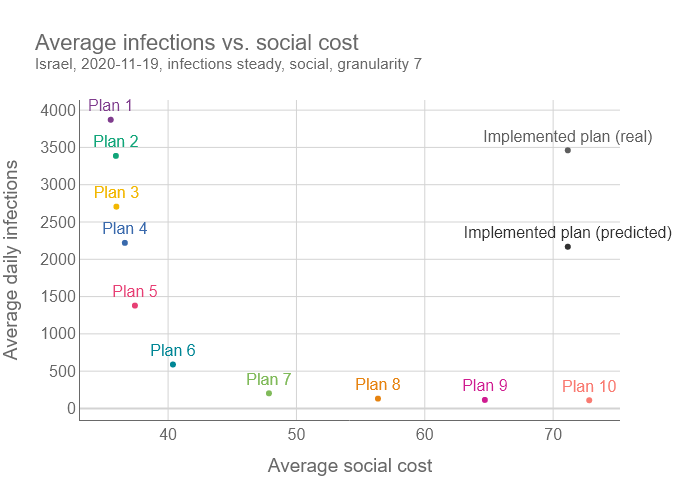 Average infections vs. social cost
Israel, 2020-11-19, infections steady, social, granularity 7
Average daily infections
4000
3500
3000
2500
2000
1500
1000
500
0
Plan 1
Plan 2
Plan 3
Plan 4
Plan 5
Plan 6
Plan 7
Plan 8
Plan 9
Plan 10
Implemented plan (real)
Implemented plan (predicted)
40
50
60
70
Average social cost